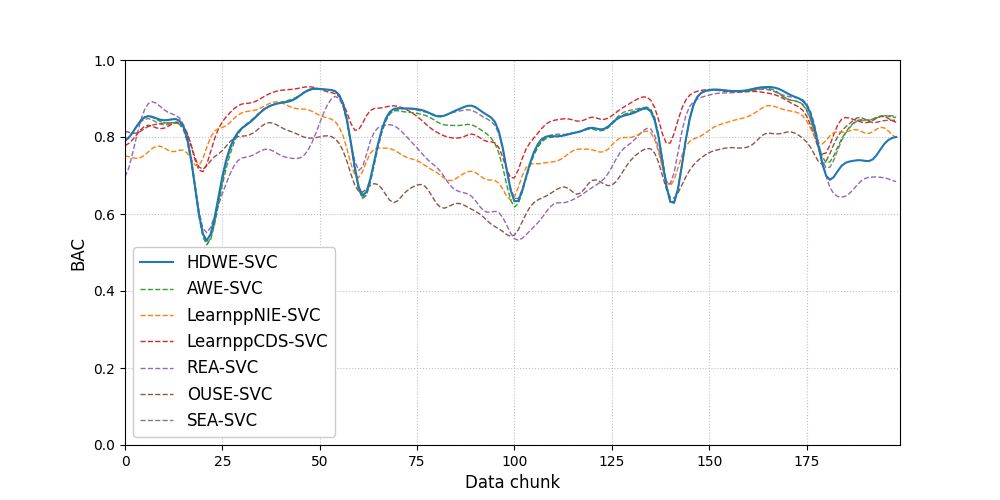 1.0
0.8
0.6
0.4
0.2
0.0
BAC
HDWE-SVC
AWE-SVC
LearnppNIE-SVC
LearnppCDS-SVC
REA-SVC
OUSE-SVC
SEA-SVC
0 25 50 75 100 125 150 175
Data chunk